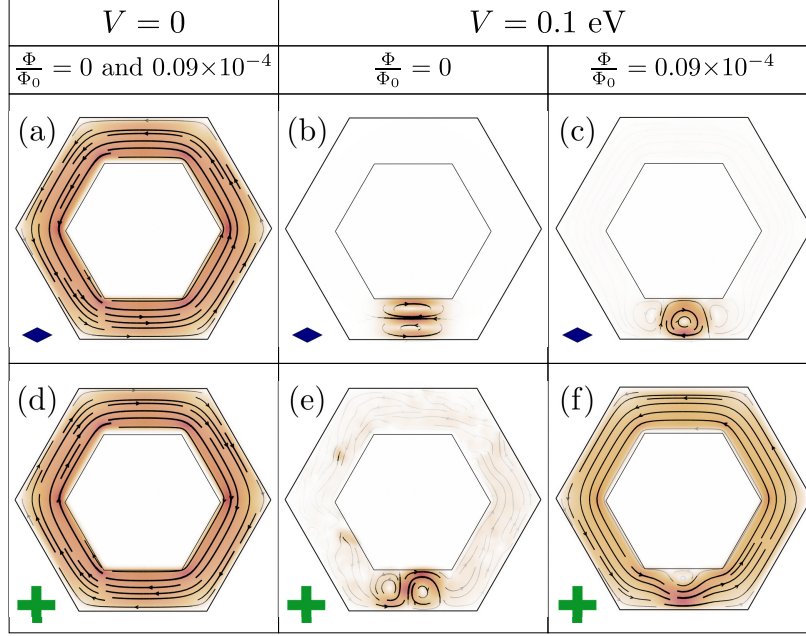 V = 0
V = 0.1 eV
Φ/Φ₀ = 0 and 0.09×10⁻⁴
Φ/Φ₀ = 0
Φ/Φ₀ = 0.09×10⁻⁴
(a)
(b)
(c)
(d)
(e)
(f)